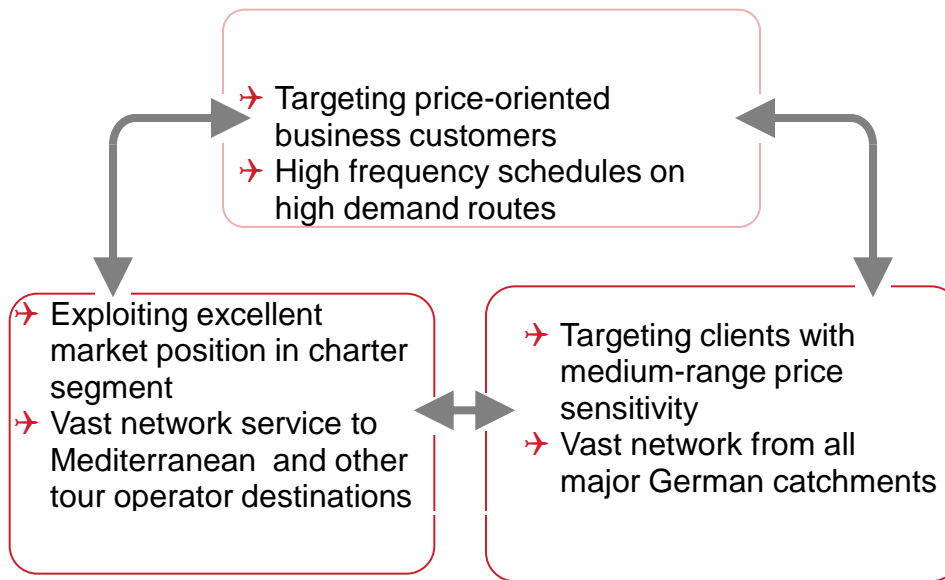 Targeting price-oriented
business customers
High frequency schedules on
high demand routes
Exploiting excellent
market position in charter
segment
Vast network service to
Mediterranean and other
tour operator destinations
Targeting clients with
medium-range price
sensitivity
Vast network from all
major German catchments